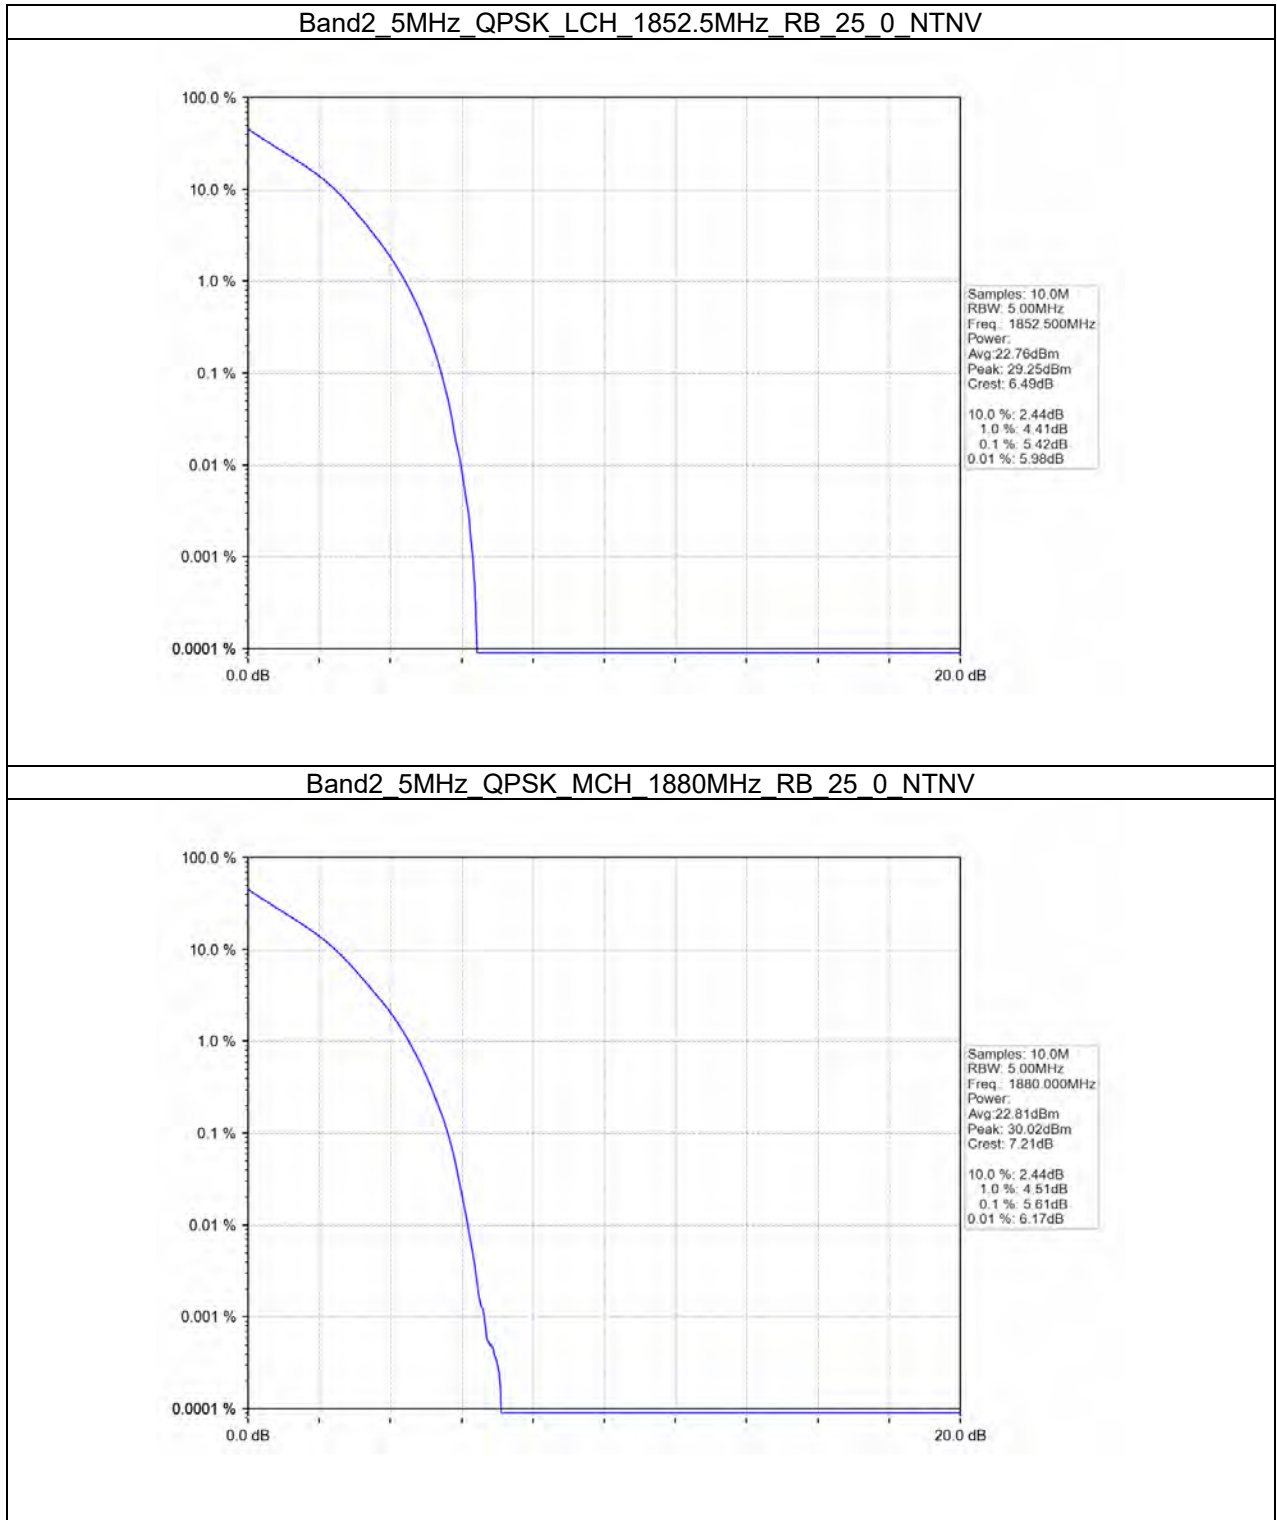 Band2_5MHz_QPSK_LCH_1852.5MHz_RB_25_0_NTNV
100.0 %
10.0 %
1.0 %
0.1 %
0.01 %
0.001 %
0.0001 %
0.0 dB
20.0 dB
Samples: 10.0M
RBW: 5.00MHz
Freq.: 1852.500MHz
Power:
Avg:22.76dBm
Peak: 29.25dBm
Crest: 6.49dB
10.0 %: 2.44dB
1.0 %: 4.41dB
0.1 %: 5.42dB
0.01 %: 5.98dB
Band2_5MHz_QPSK_MCH_1880MHz_RB_25_0_NTNV
100.0 %
10.0 %
1.0 %
0.1 %
0.01 %
0.001 %
0.0001 %
0.0 dB
20.0 dB
Samples: 10.0M
RBW: 5.00MHz
Freq.: 1880.000MHz
Power:
Avg:22.81dBm
Peak: 30.02dBm
Crest: 7.21dB
10.0 %: 2.44dB
1.0 %: 4.51dB
0.1 %: 5.61dB
0.01 %: 6.17dB